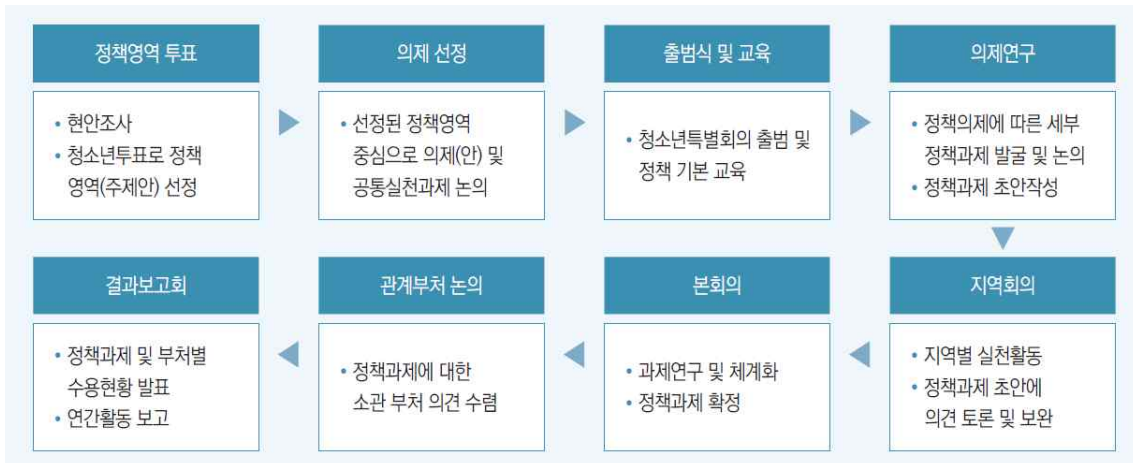 정책영역 투표
• 현안조사
• 청소년투표로 정책
영역(주제안) 선정
의제 선정
• 선정된 정책영역
중심으로 의제(안) 및
공통실천과제 논의
출범식 및 교육
• 청소년특별회의 출범 및
정책 기본 교육
의제연구
• 정책의제에 따른 세부
정책과제 발굴 및 논의
• 정책과제 초안작성
지역회의
• 지역별 실천활동
• 정책과제 초안에
의견 토론 및 보완
본회의
• 과제연구 및 체계화
• 정책과제 확정
관계부처 논의
• 정책과제에 대한
소관 부처 의견 수렴
결과보고회
• 정책과제 및 부처별
수용현황 발표
• 연간활동 보고